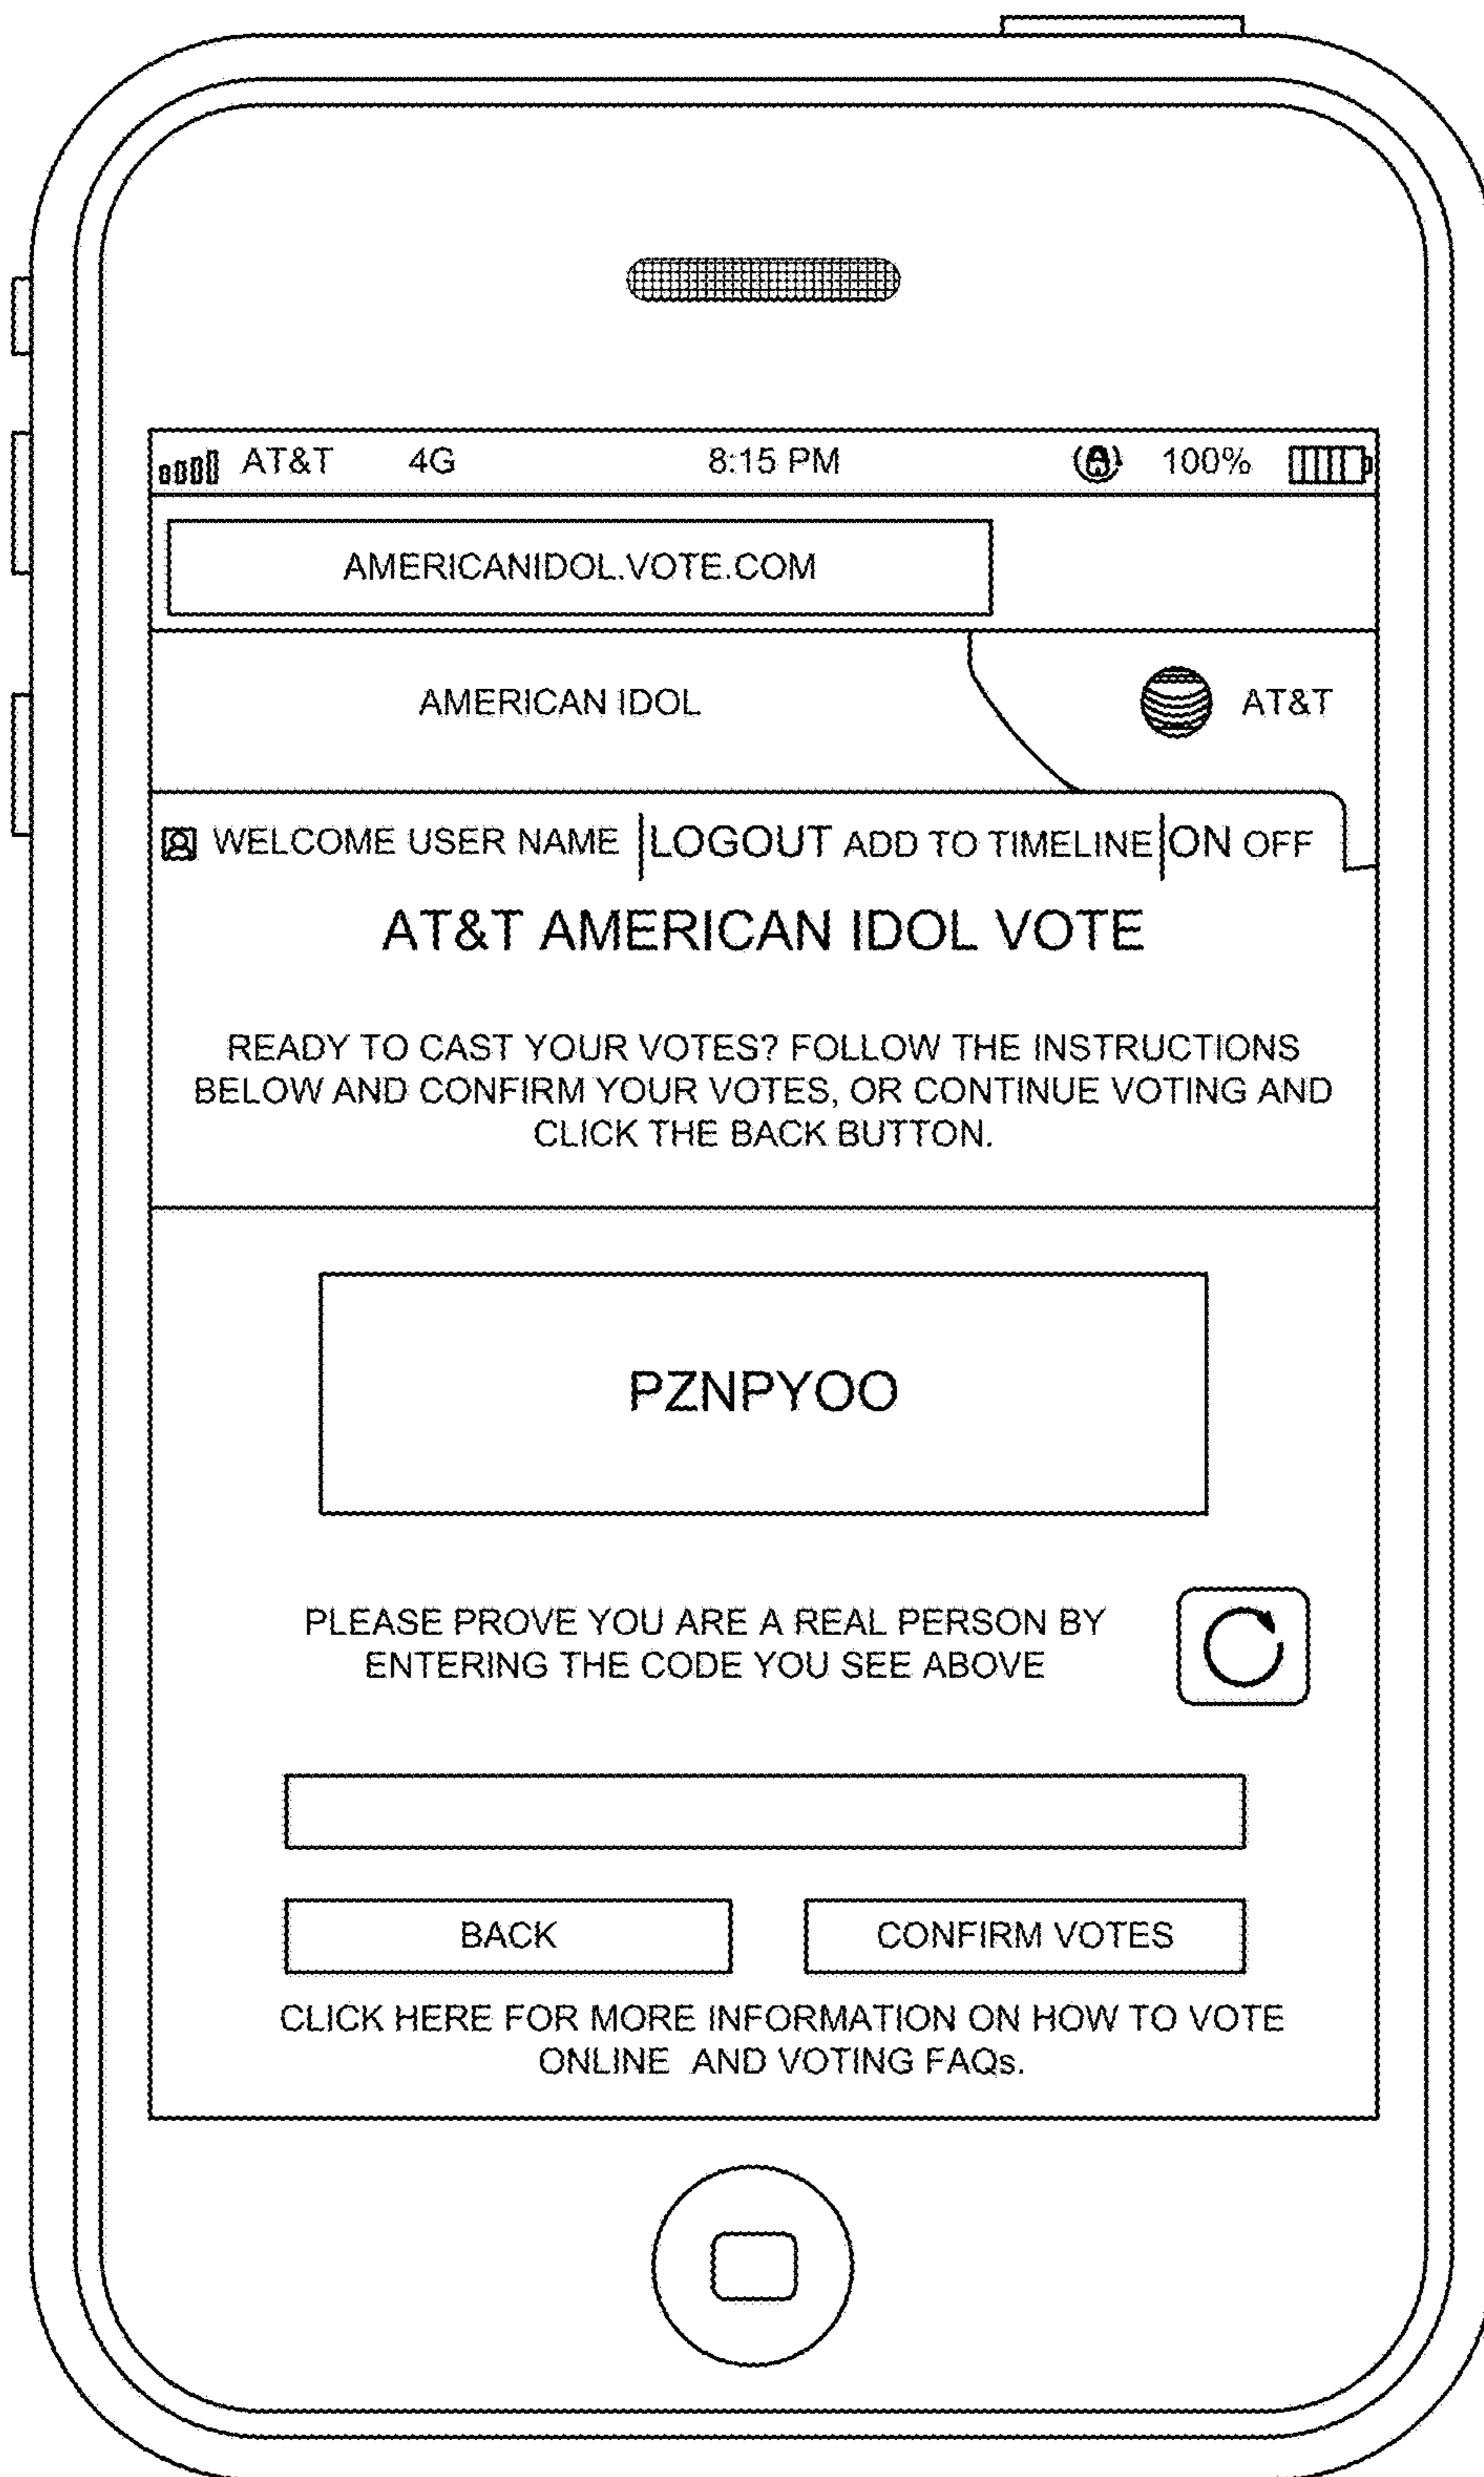 AT&T 4G 8:15 PM 100%
AMERICANIDOL.VOTE.COM
AMERICAN IDOL AT&T
WELCOME USER NAME |LOGOUT ADD TO TIMELINE|ON OFF
AT&T AMERICAN IDOL VOTE
READY TO CAST YOUR VOTES? FOLLOW THE INSTRUCTIONS
BELOW AND CONFIRM YOUR VOTES, OR CONTINUE VOTING AND
CLICK THE BACK BUTTON.
PZNPYOO
PLEASE PROVE YOU ARE A REAL PERSON BY
ENTERING THE CODE YOU SEE ABOVE
BACK CONFIRM VOTES
CLICK HERE FOR MORE INFORMATION ON HOW TO VOTE
ONLINE AND VOTING FAQs.